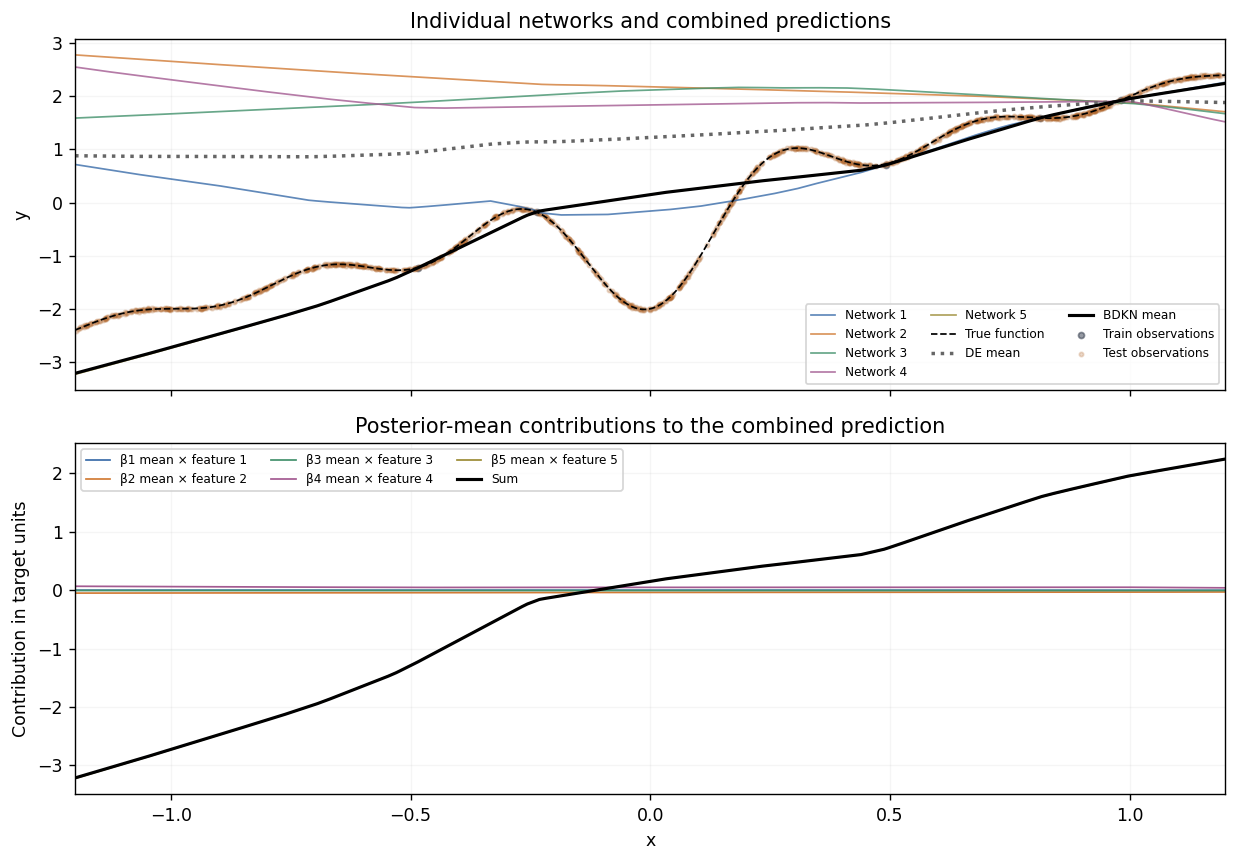 Individual networks and combined predictions
3
2
1
0
−1
−2
−3
y
Network 1
Network 2
Network 3
Network 4
Network 5
True function
DE mean
BDKN mean
Train observations
Test observations
Posterior-mean contributions to the combined prediction
2
1
0
−1
−2
−3
Contribution in target units
β1 mean × feature 1
β2 mean × feature 2
β3 mean × feature 3
β4 mean × feature 4
β5 mean × feature 5
Sum
−1.0
−0.5
0.0
0.5
1.0
x